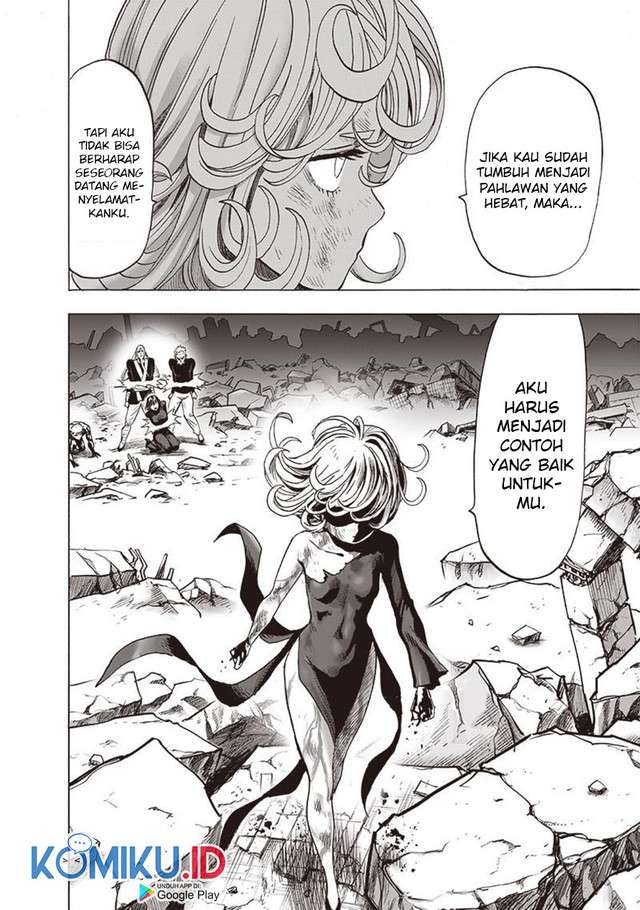 JIKA KAU SUDAH
TUMBUH MENJADI
PAHLAWAN YANG
HEBAT, MAKA...
TAPI AKU
TIDAK BISA
BERHARAP
SESEORANG
DATANG ME-
NYELAMAT-
KANKU.
AKU
HARUS
MENJADI
CONTOH
YANG BAIK
UNTUK-
MU.
KOMIKU.ID
UNDUH APP DI
Google Play